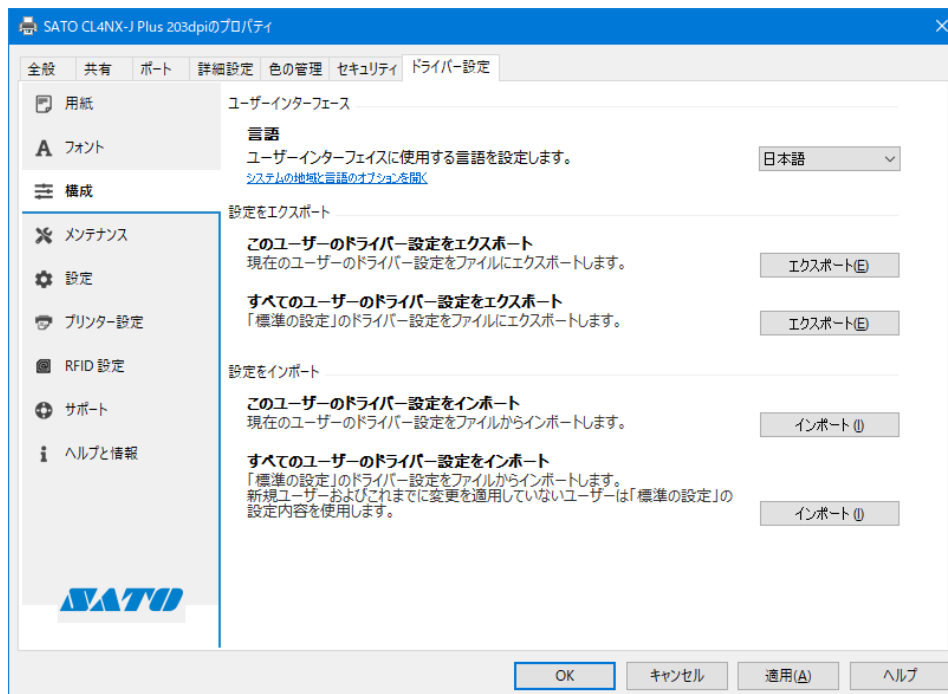 SATO CL4NX-J Plus 203dpiのプロパティ
全般 共有 ポート 詳細設定 色の管理 セキュリティ ドライバー設定
用紙
フォント
構成
メンテナンス
設定
プリンター設定
RFID 設定
サポート
ヘルプと情報
SATO
ユーザーインターフェース
言語
ユーザーインターフェイスに使用する言語を設定します。
日本語
システムの地域と言語のオプションを開く
設定をエクスポート
このユーザーのドライバー設定をエクスポート
現在のユーザーのドライバー設定をファイルにエクスポートします。
エクスポート(E)
すべてのユーザーのドライバー設定をエクスポート
「標準の設定」のドライバー設定をファイルにエクスポートします。
エクスポート(E)
設定をインポート
このユーザーのドライバー設定をインポート
現在のユーザーのドライバー設定をファイルからインポートします。
インポート(I)
すべてのユーザーのドライバー設定をインポート
「標準の設定」のドライバー設定をファイルからインポートします。
新規ユーザーおよびこれまでに変更を適用していないユーザーは「標準の設定」の
設定内容を使用します。
インポート(I)
OK キャンセル 適用(A) ヘルプ